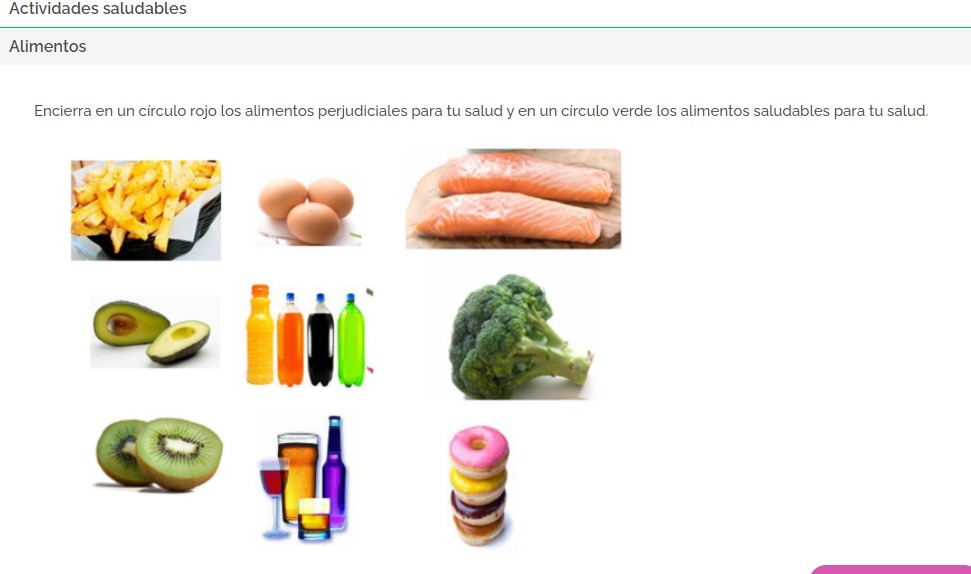 Actividades saludables
Alimentos
Encierra en un círculo rojo los alimentos perjudiciales para tu salud y en un círculo verde los alimentos saludables para tu salud.